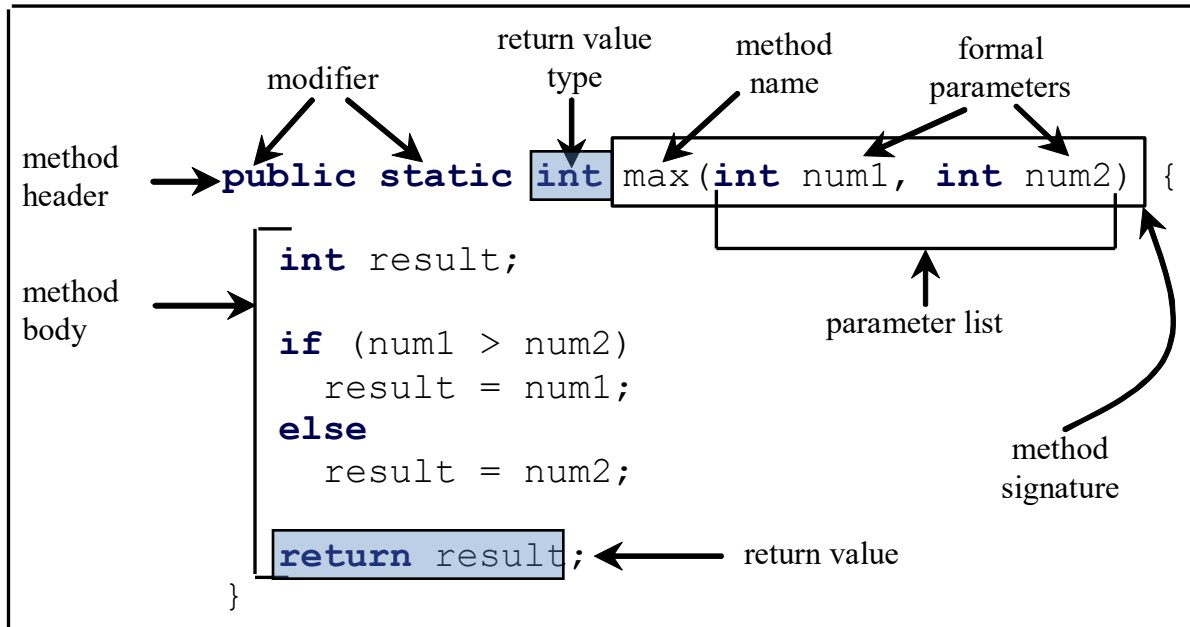 return value
type
method
name
formal
parameters
modifier
method
header
public static int max(int num1, int num2) {
method
body
int result;
if (num1 > num2)
result = num1;
else
result = num2;
return result;
}
parameter list
method
signature
return value